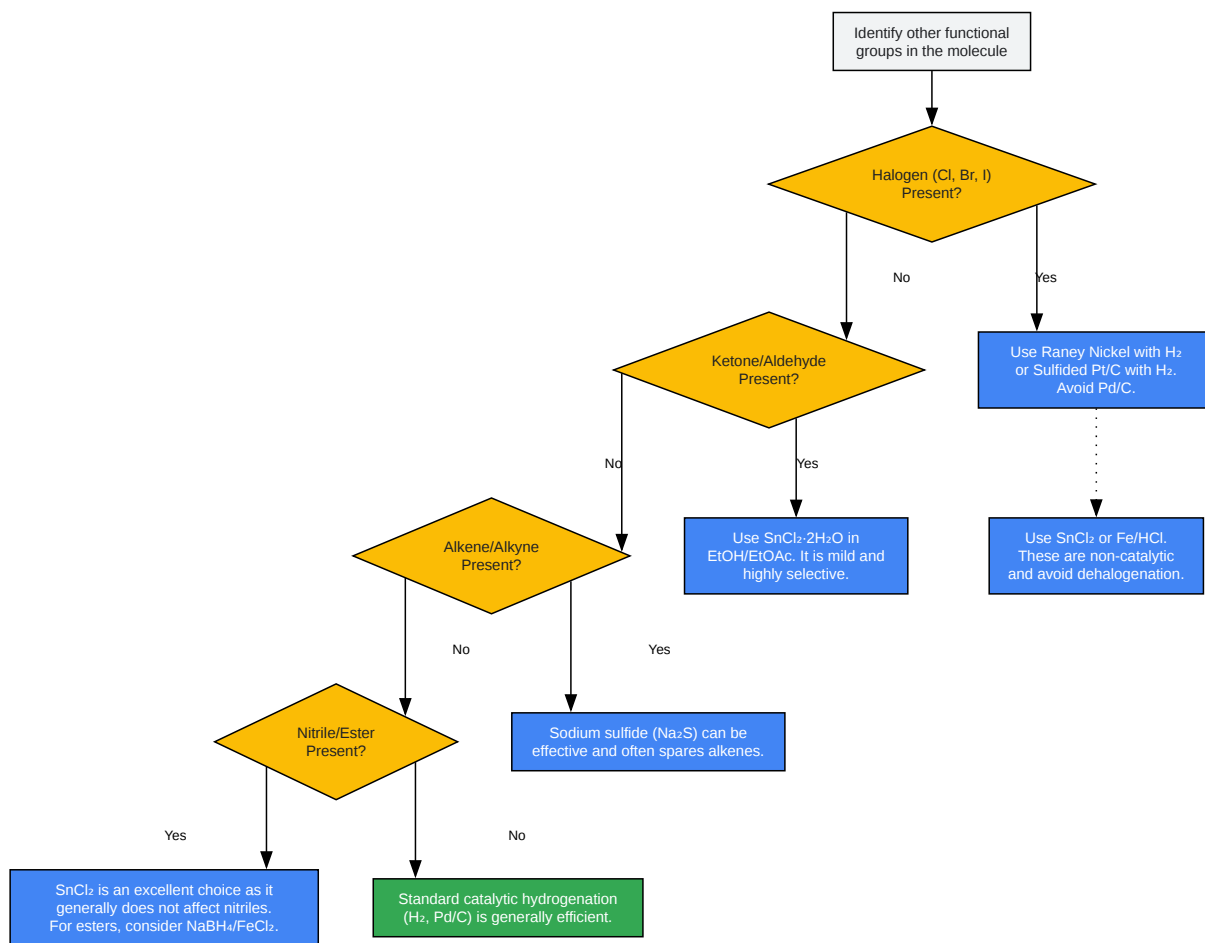 Identify other functional
groups in the molecule
Halogen (Cl, Br, I)
Present?
No
Yes
Ketone/Aldehyde
Present?
Use Raney Nickel with H₂
or Sulfided Pt/C with H₂.
Avoid Pd/C.
No
Yes
Alkene/Alkyne
Present?
Use SnCl₂·2H₂O in
EtOH/EtOAc. It is mild and
highly selective.
Use SnCl₂ or Fe/HCl.
These are non-catalytic
and avoid dehalogenation.
No
Yes
Nitrile/Ester
Present?
Sodium sulfide (Na₂S) can be
effective and often spares alkenes.
Yes
No
SnCl₂ is an excellent choice as it
generally does not affect nitriles.
For esters, consider NaBH₄/FeCl₂.
Standard catalytic hydrogenation
(H₂, Pd/C) is generally efficient.